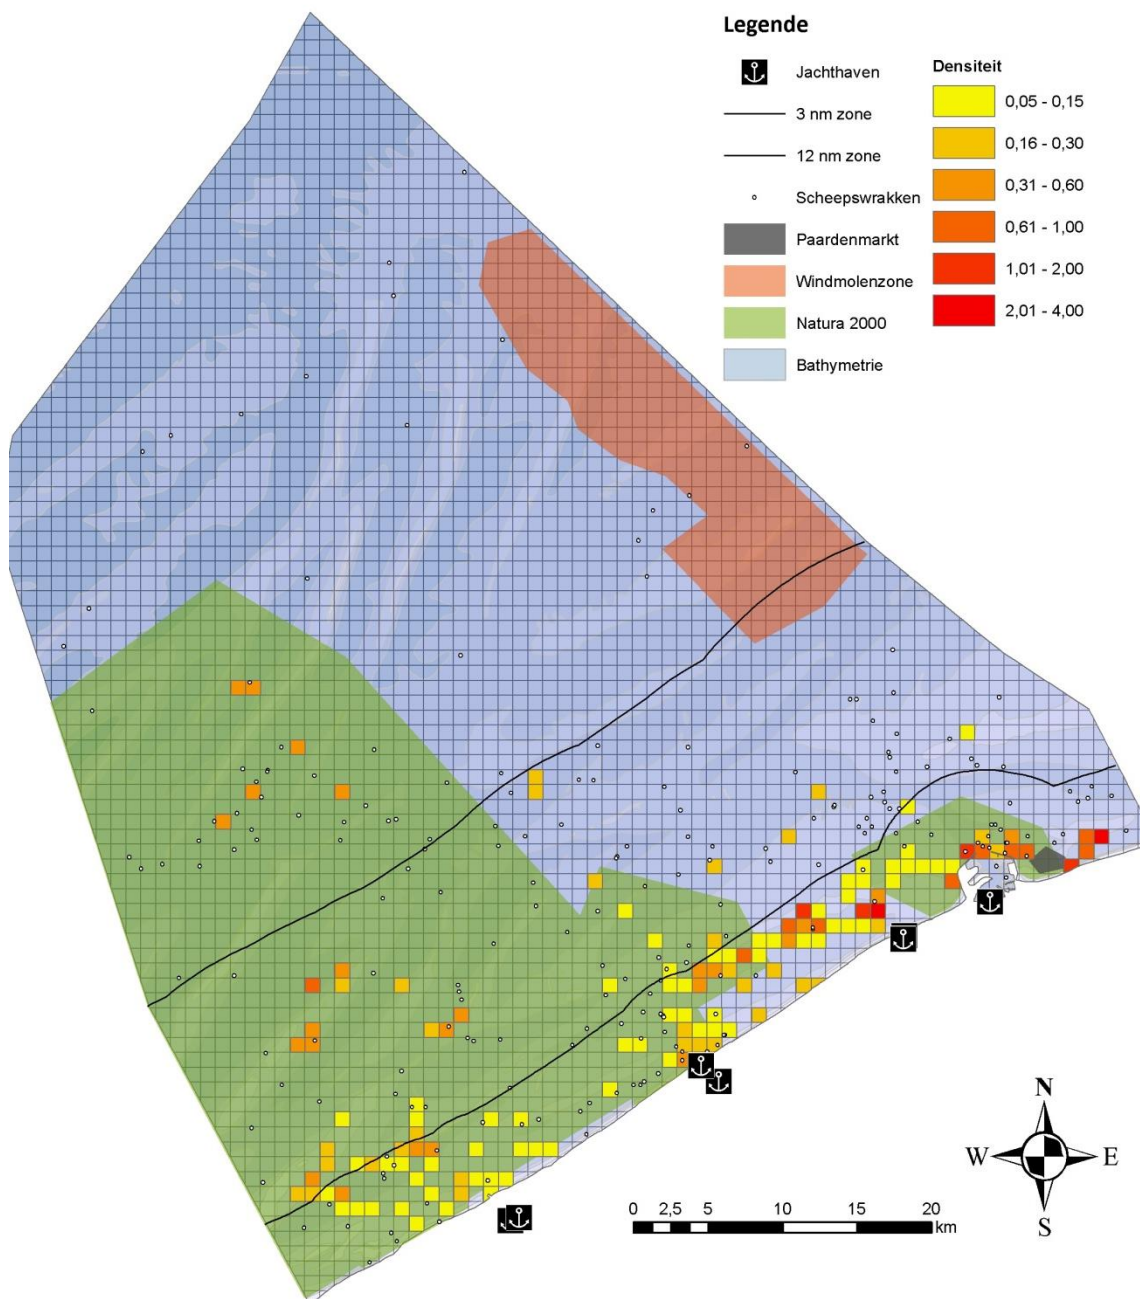 Legende
Jachthaven
3 nm zone
12 nm zone
Scheepswrakken
Paardenmarkt
Windmolenzone
Natura 2000
Bathymetrie
Densiteit
0,05 - 0,15
0,16 - 0,30
0,31 - 0,60
0,61 - 1,00
1,01 - 2,00
2,01 - 4,00
N
W E
S
0 2,5 5 10 15 20
km